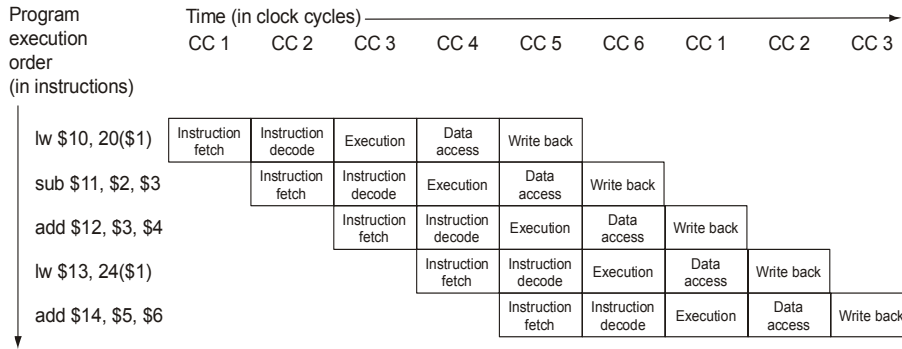 Program
execution
order
(in instructions)
Time (in clock cycles)
CC 1 CC 2 CC 3 CC 4 CC 5 CC 6 CC 1 CC 2 CC 3
lw $10, 20($1)
Instruction
fetch
Instruction
decode
Execution
Data
access
Write back
sub $11, $2, $3
Instruction
fetch
Instruction
decode
Execution
Data
access
Write back
add $12, $3, $4
Instruction
fetch
Instruction
decode
Execution
Data
access
Write back
lw $13, 24($1)
Instruction
fetch
Instruction
decode
Execution
Data
access
Write back
add $14, $5, $6
Instruction
fetch
Instruction
decode
Execution
Data
access
Write back